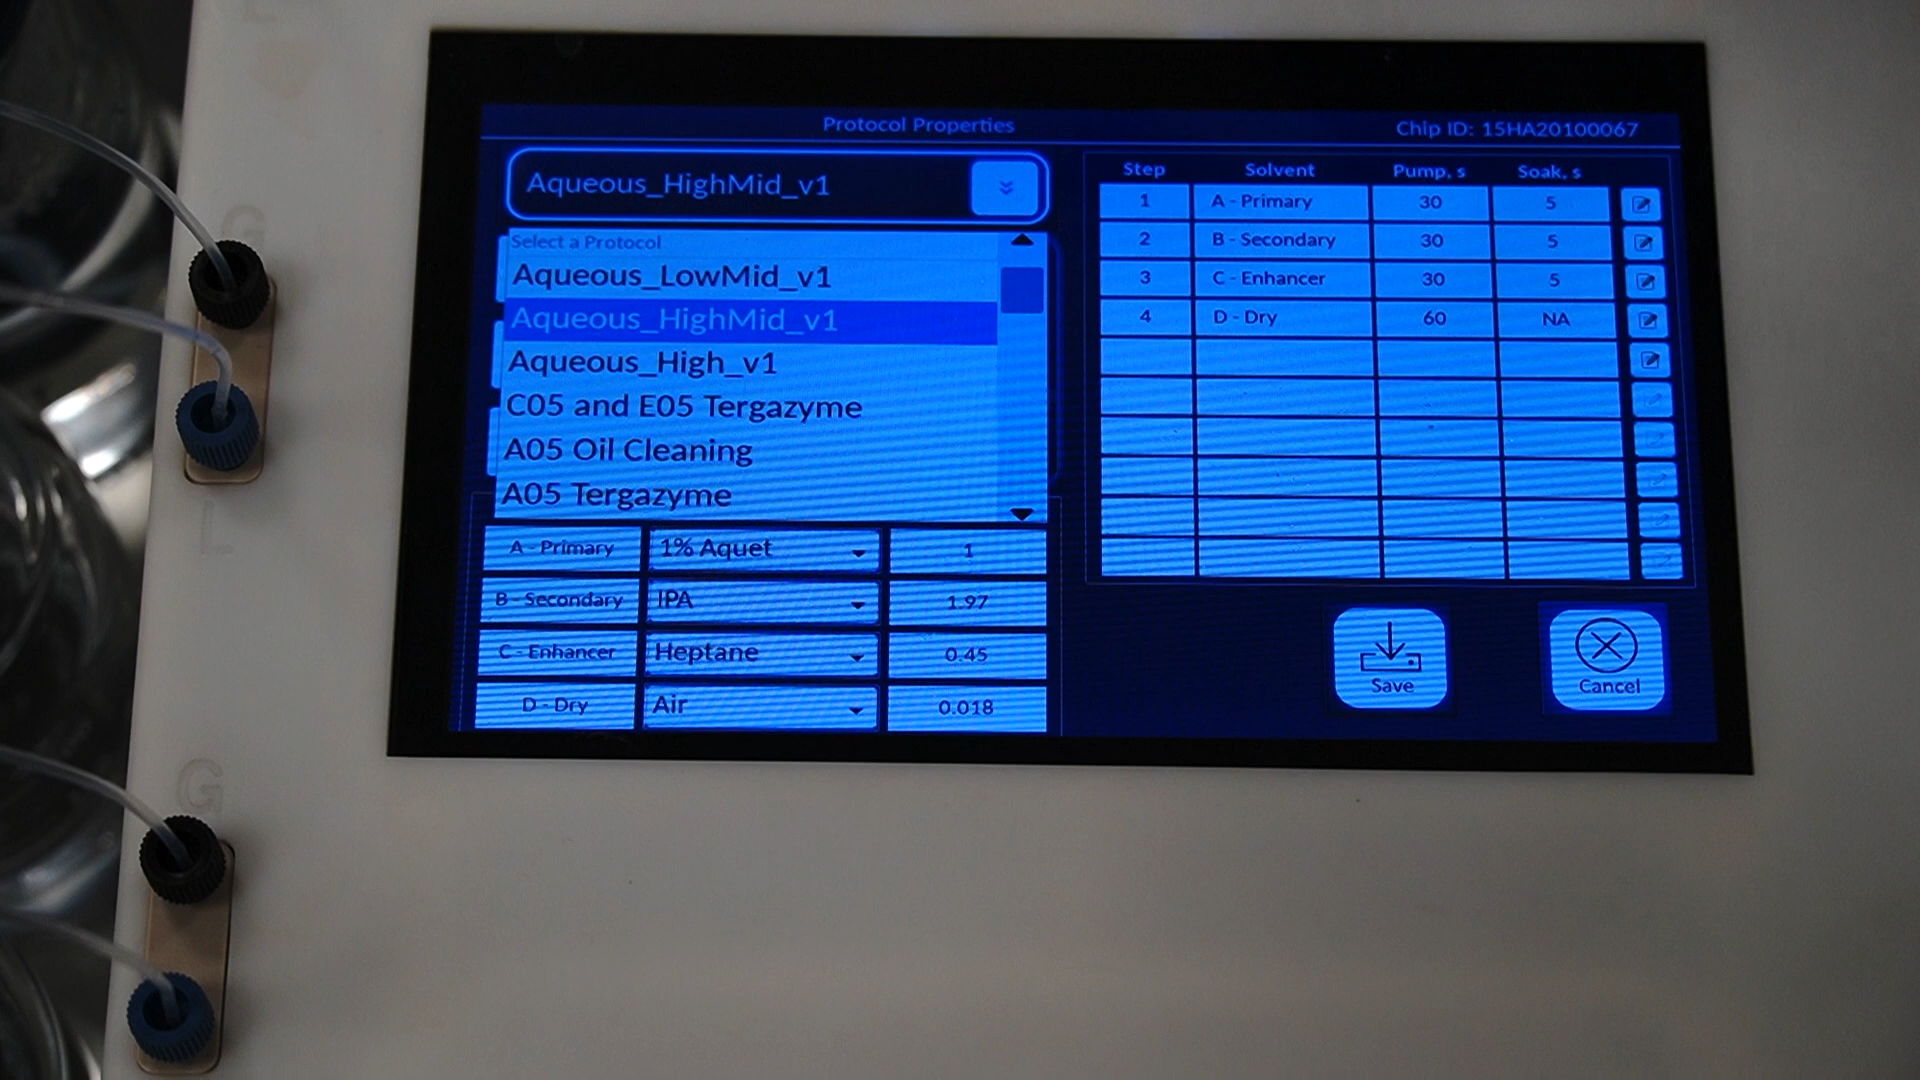 Protocol Properties
Chip ID: 15HA20100067
Aqueous_HighMid_v1
Select a Protocol
Aqueous_LowMid_v1
Aqueous_HighMid_v1
Aqueous_High_v1
C05 and E05 Tergazyme
A05 Oil Cleaning
A05 Tergazyme
A - Primary 1% Aquet 1
B - Secondary IPA 1.97
C - Enhancer Heptane 0.45
D - Dry Air 0.018
Step Solvent Pump, s Soak, s
1 A - Primary 30 5
2 B - Secondary 30 5
3 C - Enhancer 30 5
4 D - Dry 60 NA
Save
Cancel
L
G
L
G